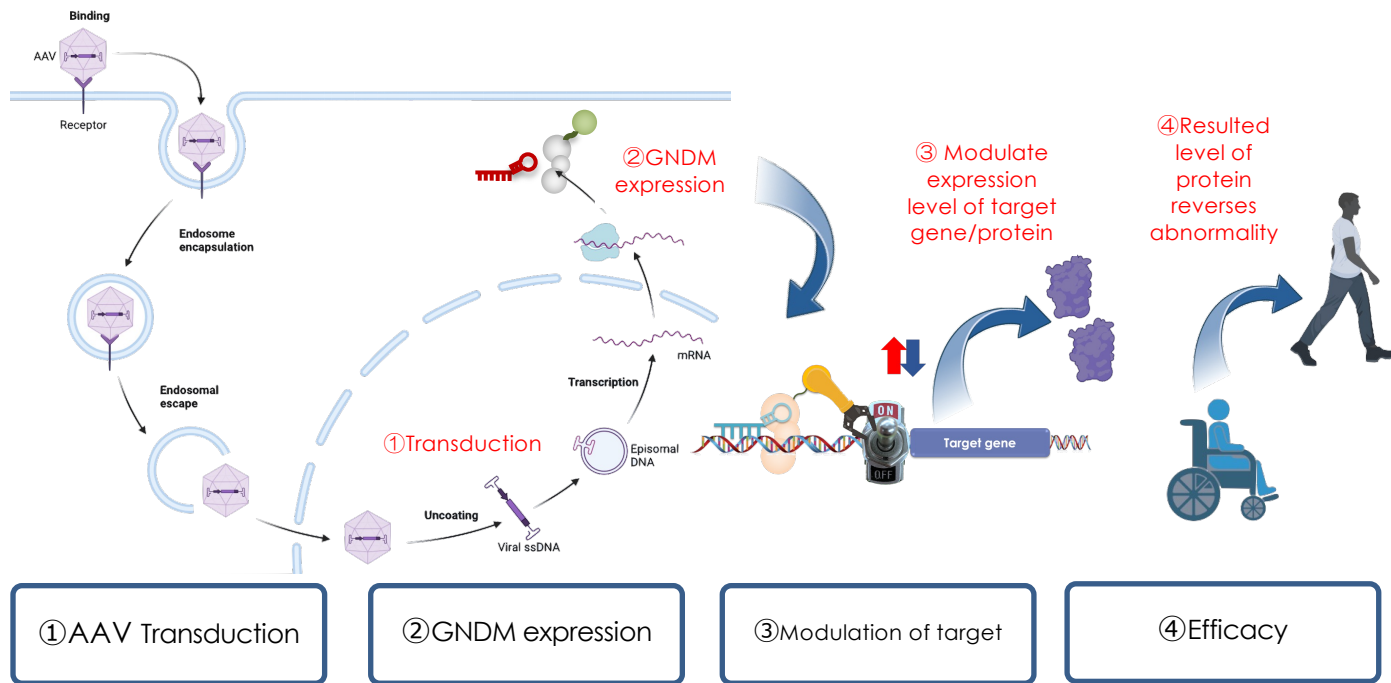 Binding
AAV
Receptor
Endosome
encapsulation
Endosomal
escape
①Transduction
Uncoating
Viral ssDNA
Episomal
DNA
Transcription
mRNA
②GNDM
expression
③ Modulate
expression
level of target
gene/protein
ON
OFF
Target gene
④Resulted
level of
protein
reverses
abnormality
①AAV Transduction
②GNDM expression
③Modulation of target
④Efficacy